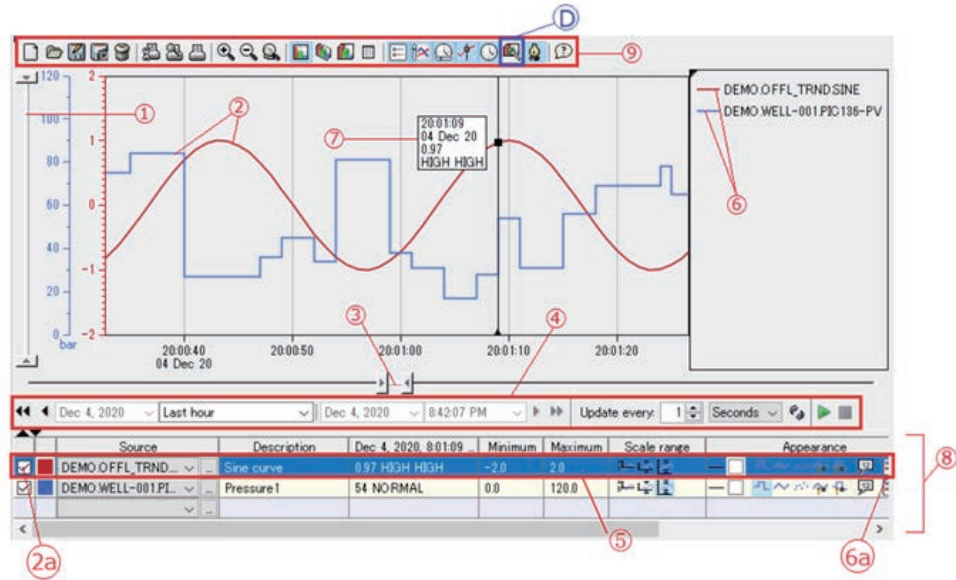 D
9
120
2
100
1
80
60
0
40
-1
20
0
-2
bar
1
2
7
20:01:09
04 Dec 20
0.97
HIGH HIGH
DEMO.OFFL_TRND.SINE
DEMO.WELL-001.PIC136-PV
6
20:00:40
04 Dec 20
20:00:50
20:01:00
20:01:10
20:01:20
3
4
Dec 4, 2020 Last hour Dec 4, 2020 8:42:07 PM Update every: 1 Seconds
Source Description Dec 4, 2020, 8:01:09 ... Minimum Maximum Scale range Appearance
DEMO.OFFL_TRND... ... Sine curve 0.97 HIGH HIGH -2.0 2.0
DEMO.WELL-001.PI... ... Pressure1 54 NORMAL 0.0 120.0
...
8
5
2a
6a